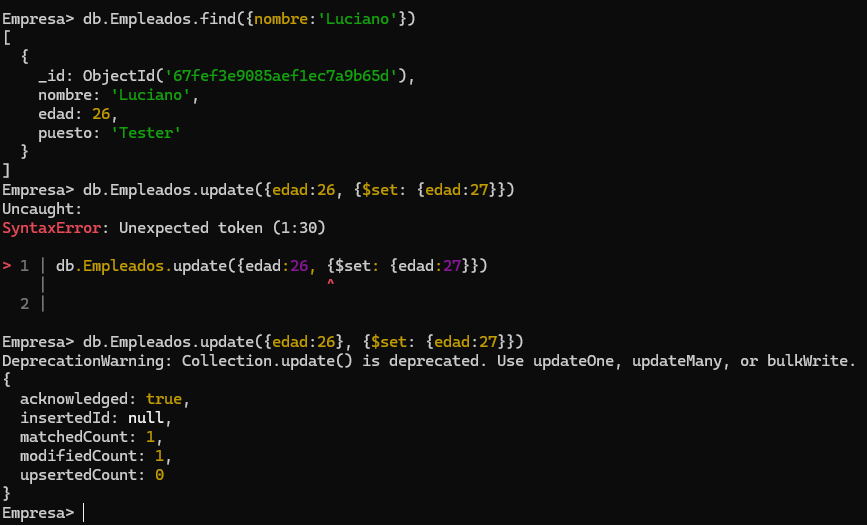 Empresa> db.Empleados.find({nombre:'Luciano'})
[
  {
    _id: ObjectId('67fef3e9085aef1ec7a9b65d'),
    nombre: 'Luciano',
    edad: 26,
    puesto: 'Tester'
  }
]
Empresa> db.Empleados.update({edad:26, {$set: {edad:27}})
Uncaught:
SyntaxError: Unexpected token (1:30)
> 1 | db.Empleados.update({edad:26, {$set: {edad:27}})
    |                               ^
  2 |
Empresa> db.Empleados.update({edad:26}, {$set: {edad:27}})
DeprecationWarning: Collection.update() is deprecated. Use updateOne, updateMany, or bulkWrite.
{
  acknowledged: true,
  insertedId: null,
  matchedCount: 1,
  modifiedCount: 1,
  upsertedCount: 0
}
Empresa>